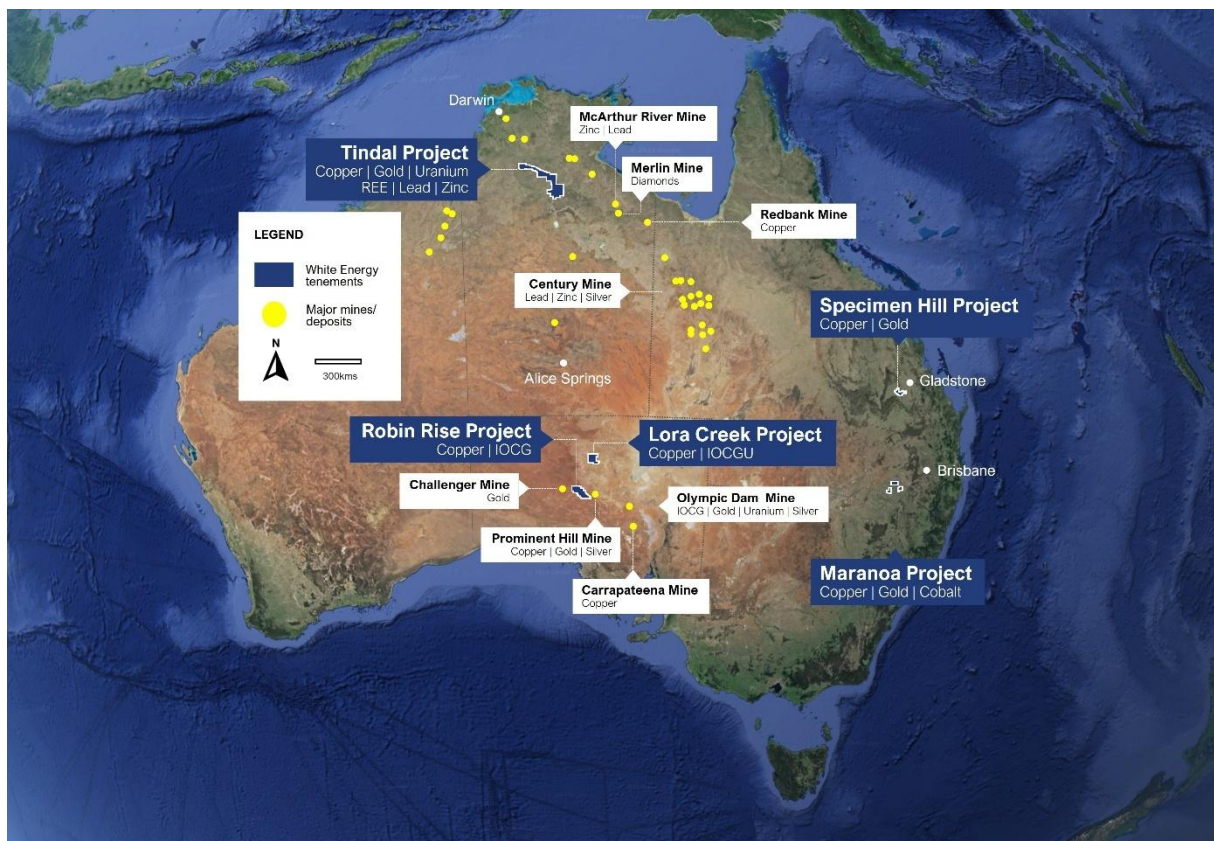 Darwin
McArthur River Mine
Zinc | Lead
Tindal Project
Copper | Gold | Uranium
REE | Lead | Zinc
Merlin Mine
Diamonds
Redbank Mine
Copper
LEGEND
White Energy
tenements
Major mines/
deposits
N
300kms
Century Mine
Lead | Zinc | Silver
Specimen Hill Project
Copper | Gold
Alice Springs
Gladstone
Robin Rise Project
Copper | IOCG
Lora Creek Project
Copper | IOCGU
Brisbane
Challenger Mine
Gold
Olympic Dam Mine
IOCG | Gold | Uranium | Silver
Prominent Hill Mine
Copper | Gold | Silver
Carrapateena Mine
Copper
Maranoa Project
Copper | Gold | Cobalt